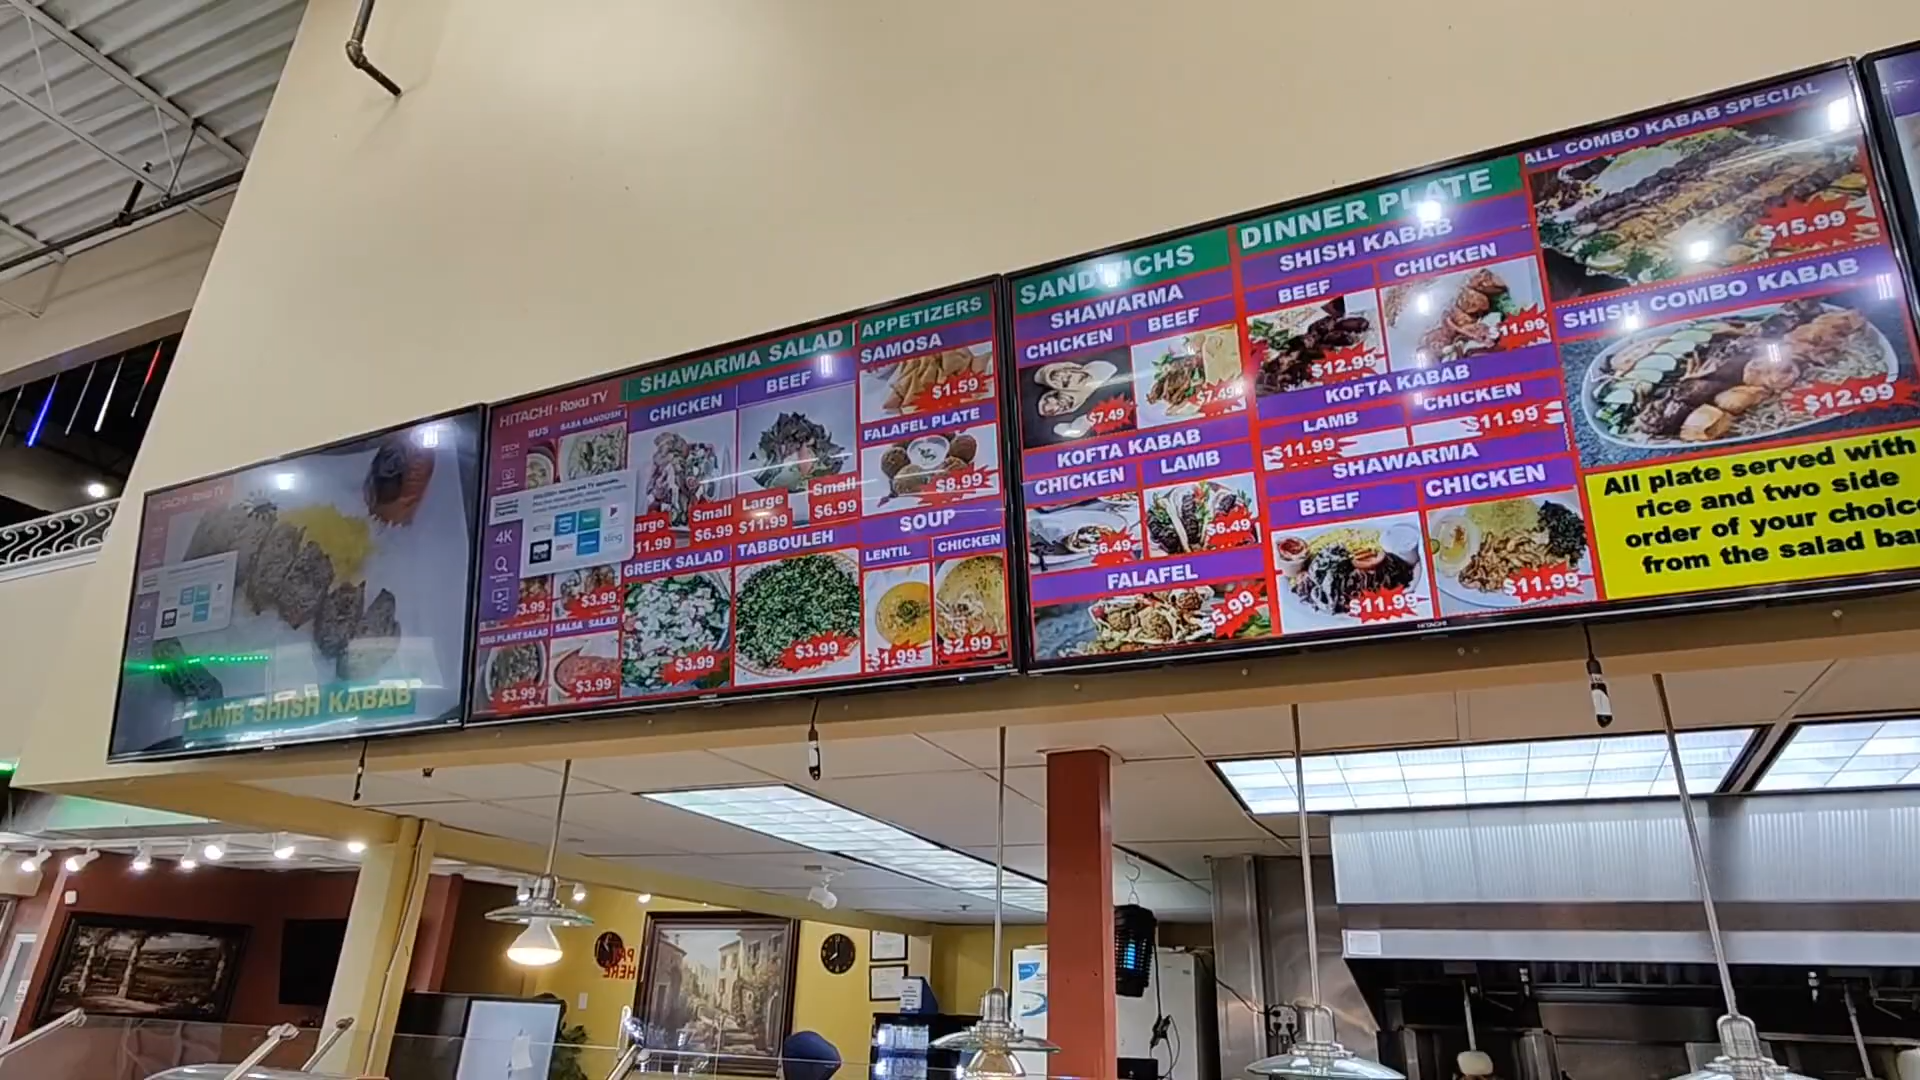 HITACHI · Roku TV
LAMB SHISH KABAB
HITACHI · Roku TV
4K
BABA GANOUSH
$3.99
$3.99
EGG PLANT SALAD
$3.99
SALSA SALAD
$3.99
sling
SHAWARMA SALAD
CHICKEN
Small
$6.99
BEEF
Large
$11.99
Small
$6.99
GREEK SALAD
$3.99
TABBOULEH
$3.99
APPETIZERS
SAMOSA
$1.59
FALAFEL PLATE
$8.99
SOUP
LENTIL
$1.99
CHICKEN
$2.99
SHAWARMA
CHICKEN
$7.49
BEEF
$7.49
KOFTA KABAB
CHICKEN
$6.49
LAMB
$6.49
FALAFEL
$5.99
DINNER PLATE
SHISH KABAB
BEEF
$12.99
CHICKEN
$11.99
KOFTA KABAB
LAMB
$11.99
CHICKEN
$11.99
SHAWARMA
BEEF
$11.99
CHICKEN
$11.99
HITACHI
ALL COMBO KABAB SPECIAL
$15.99
SHISH COMBO KABAB
$12.99
All plate served with
rice and two side
order of your choice
from the salad bar
PAY
HERE